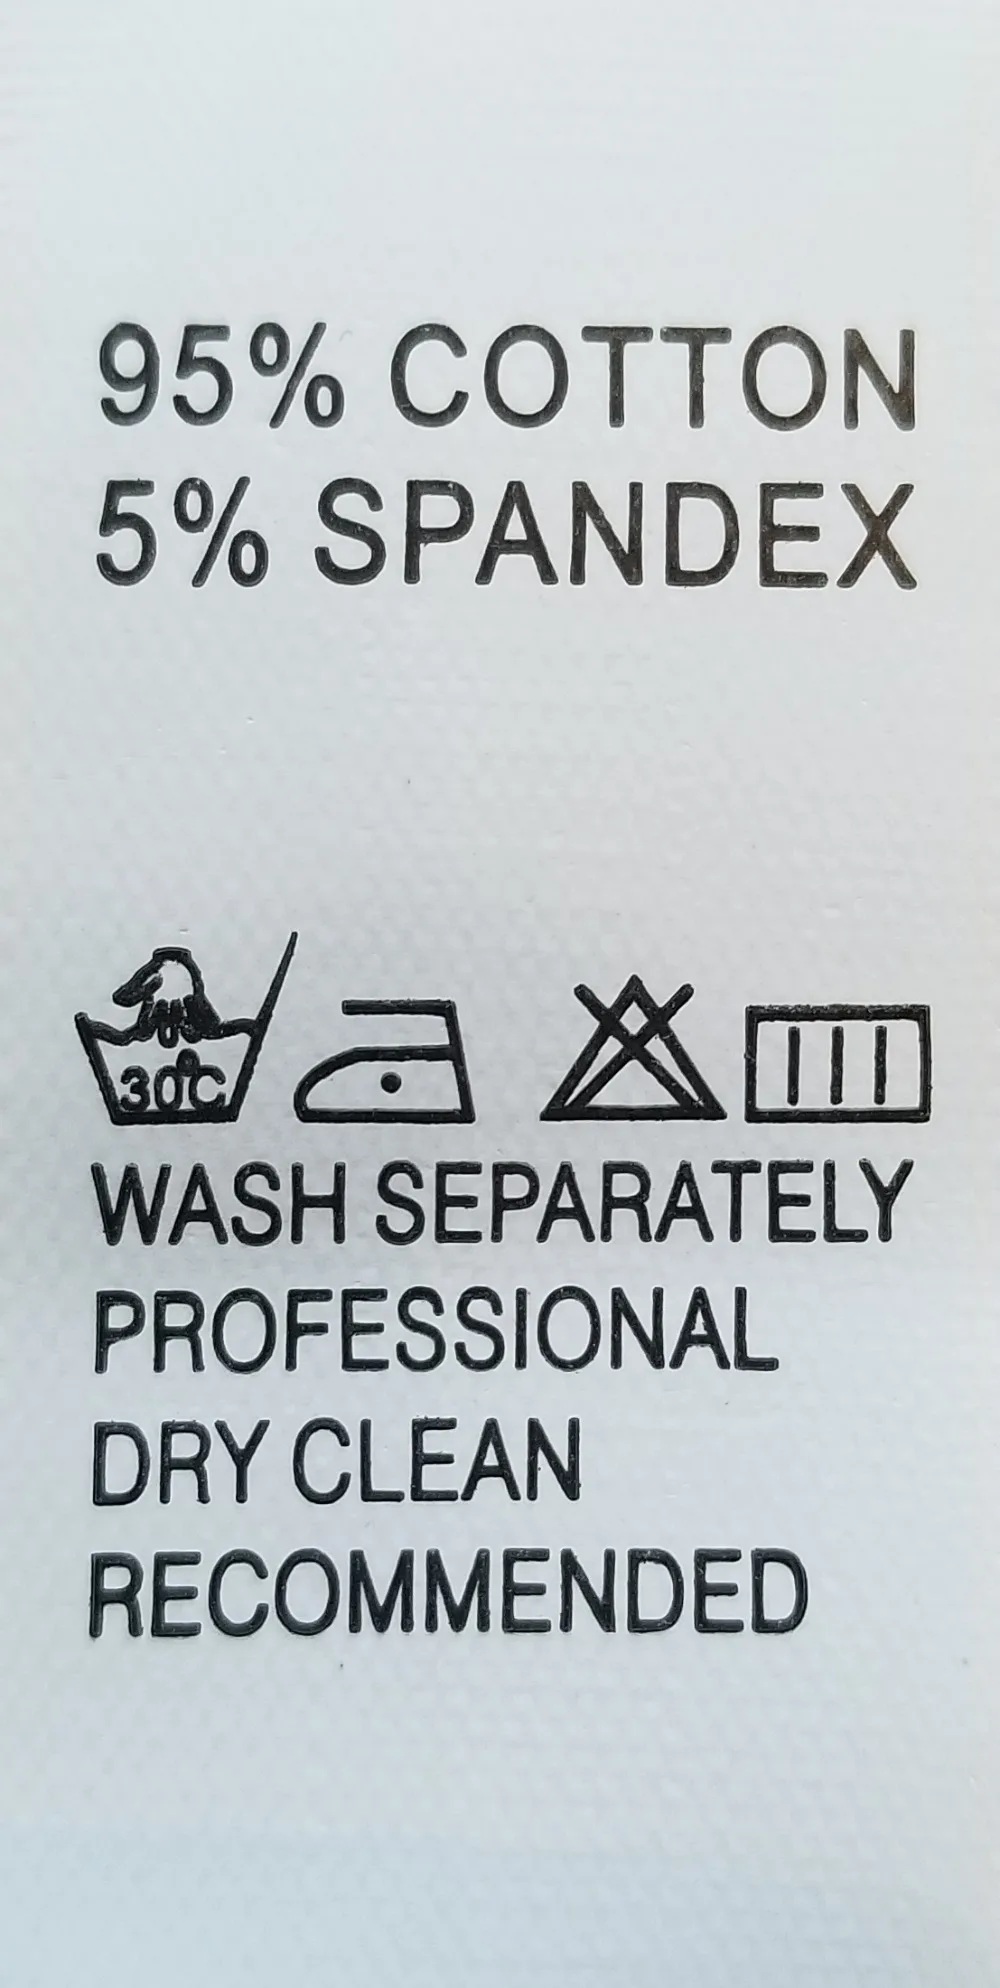 95% COTTON
5% SPANDEX
30°C
WASH SEPARATELY
PROFESSIONAL
DRY CLEAN
RECOMMENDED